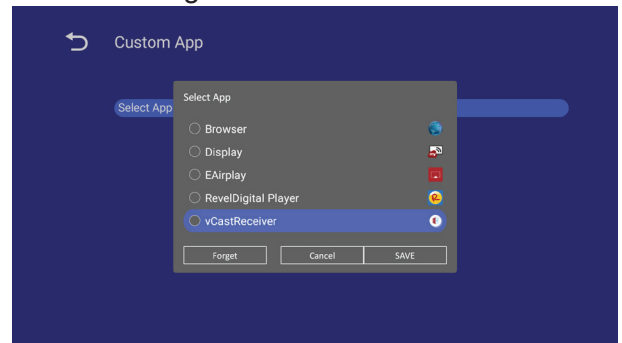 Custom App
Select App
Select App
Browser
Display
EAirplay
RevelDigital Player
vCastReceiver
Forget Cancel SAVE